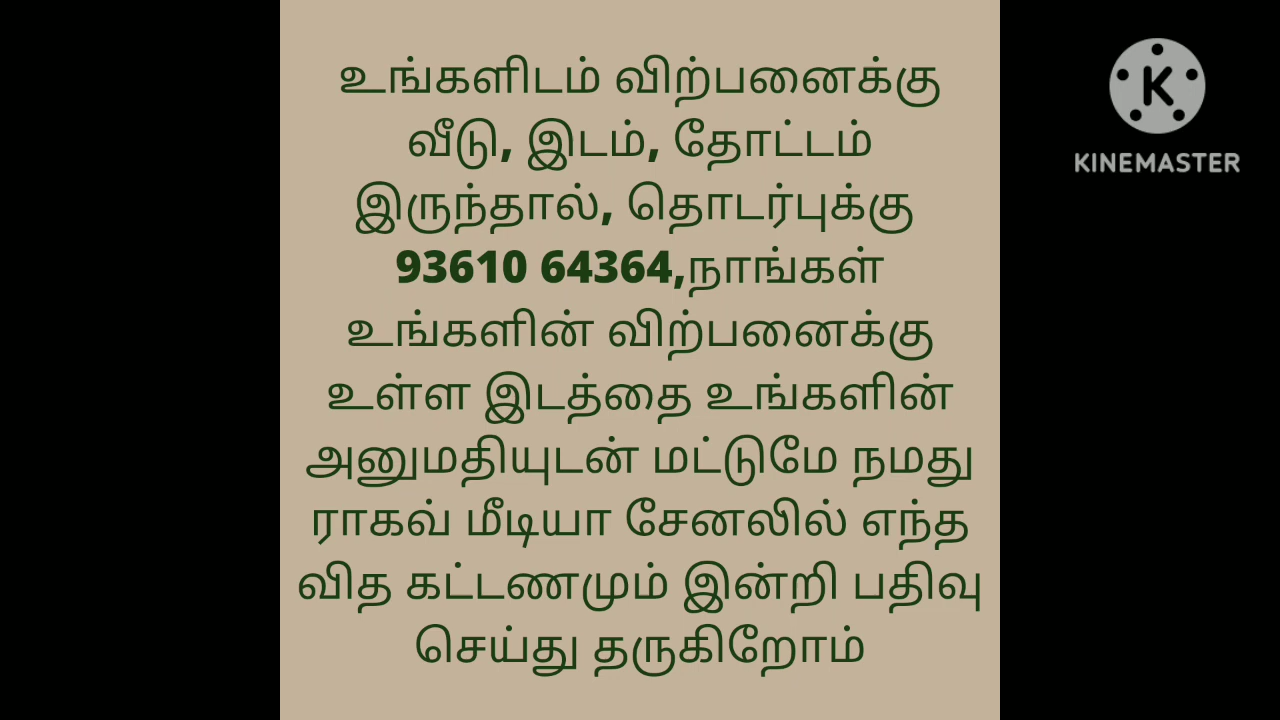 உங்களிடம் விற்பனைக்கு
வீடு, இடம், தோட்டம்
இருந்தால், தொடர்புக்கு
93610 64364,நாங்கள்
உங்களின் விற்பனைக்கு
உள்ள இடத்தை உங்களின்
அனுமதியுடன் மட்டுமே நமது
ராகவ் மீடியா சேனலில் எந்த
வித கட்டணமும் இன்றி பதிவு
செய்து தருகிறோம்
K
KINEMASTER